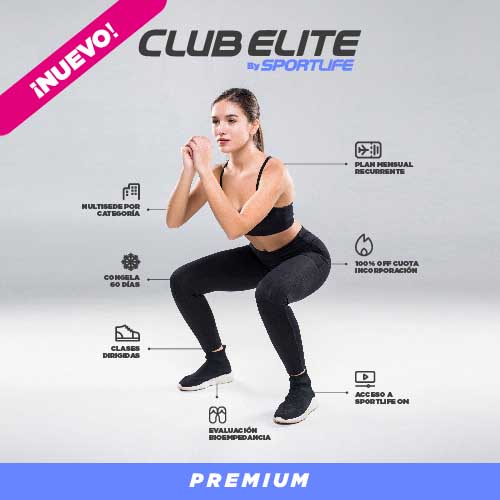 ¡NUEVO!
CLUB ELITE
By SPORTLIFE
PLAN MENSUAL
RECURRENTE
MULTISEDE POR
CATEGORÍA
100% OFF CUOTA
INCORPORACIÓN
CONGELA
60 DÍAS
CLASES
DIRIGIDAS
ACCESO A
SPORTLIFE ON
EVALUACIÓN
BIOIMPEDANCIA
PREMIUM